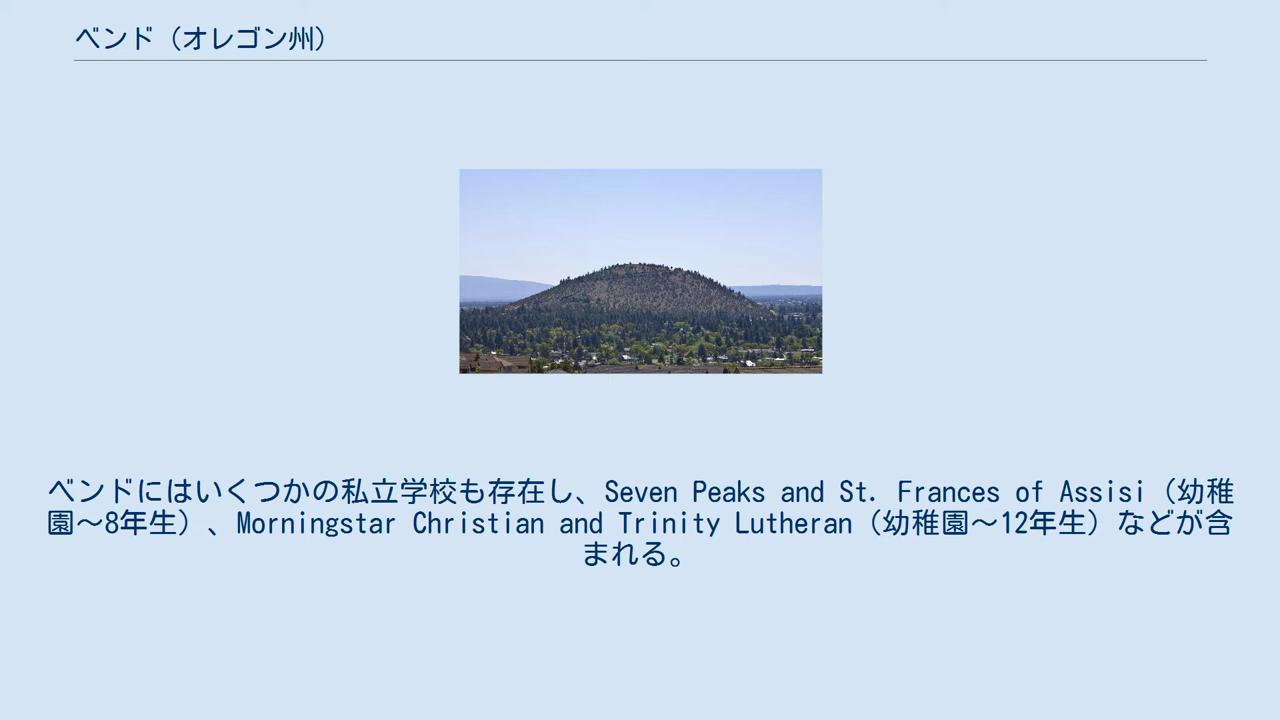 ベンド（オレゴン州）
ベンドにはいくつかの私立学校も存在し、Seven Peaks and St. Frances of Assisi（幼稚
園～8年生）、Morningstar Christian and Trinity Lutheran（幼稚園～12年生）などが含
まれる。